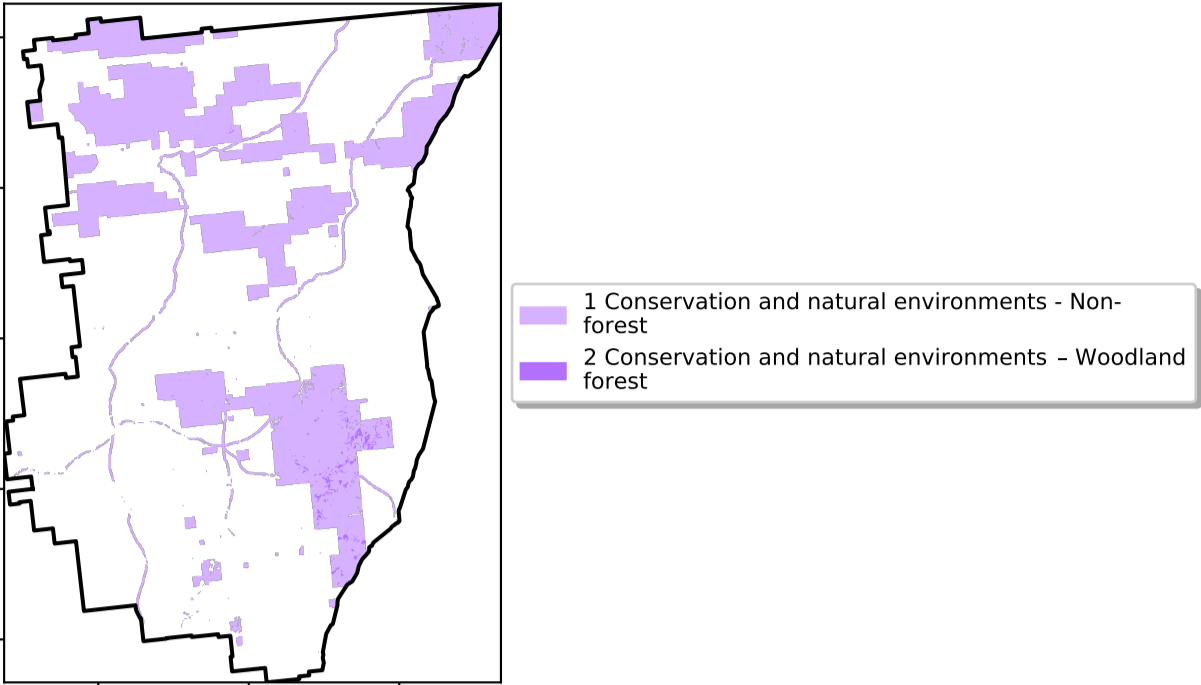 1 Conservation and natural environments - Non-
forest
2 Conservation and natural environments – Woodland
forest